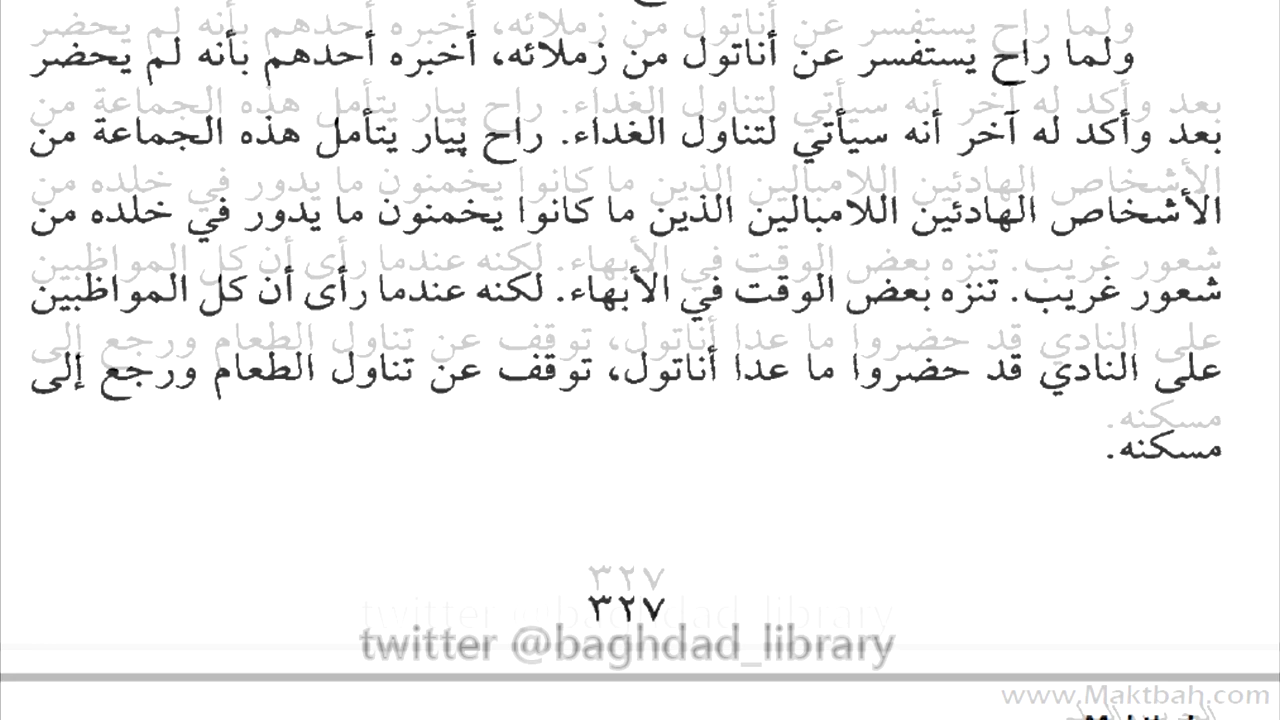 ولما راح يستفسر عن أناتول من زملائه، أخبره أحدهم بأنه لم يحضر
بعد وأكد له آخر أنه سيأتي لتناول الغداء. راح پيار يتأمل هذه الجماعة من
الأشخاص الهادئين اللامبالين الذين ما كانوا يخمنون ما يدور في خلده من
شعور غريب. تنزه بعض الوقت في الأبهاء. لكنه عندما رأى أن كل المواظبين
على النادي قد حضروا ما عدا أناتول، توقف عن تناول الطعام ورجع إلى
مسكنه.
٣٢٧
twitter @baghdad_library
www.Maktbah.com